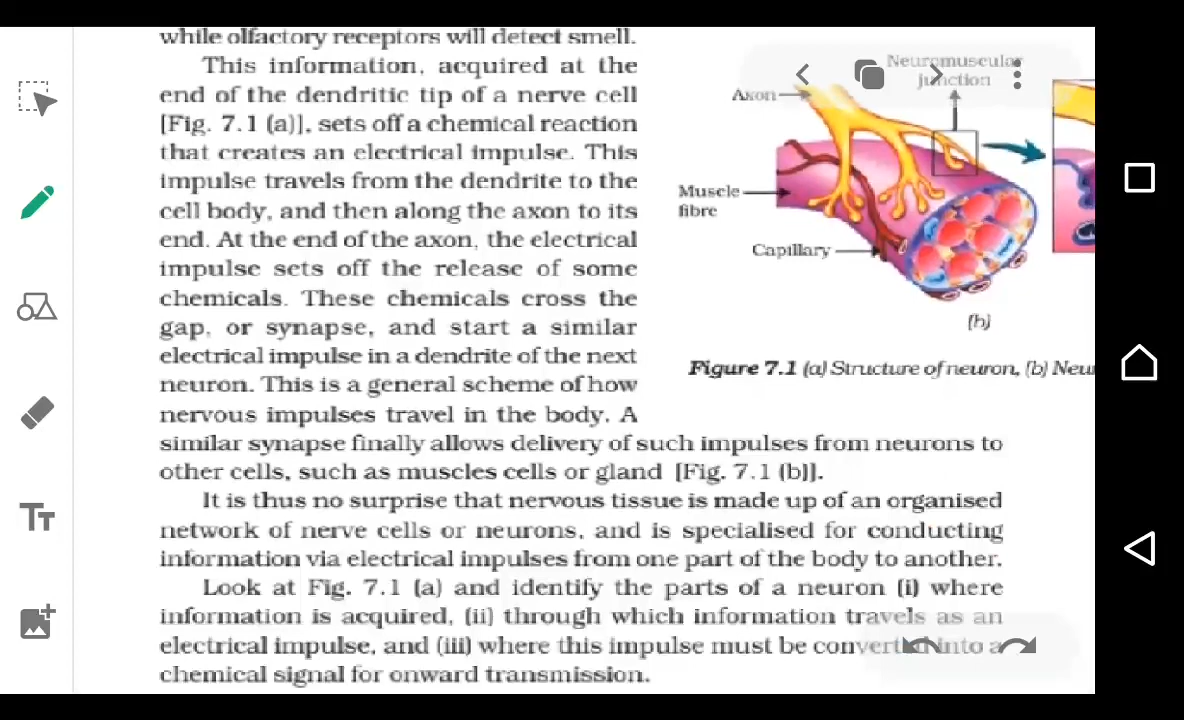 while olfactory receptors will detect smell.
This information, acquired at the
end of the dendritic tip of a nerve cell
[Fig. 7.1 (a)], sets off a chemical reaction
that creates an electrical impulse. This
impulse travels from the dendrite to the
cell body, and then along the axon to its
end. At the end of the axon, the electrical
impulse sets off the release of some
chemicals. These chemicals cross the
gap, or synapse, and start a similar
electrical impulse in a dendrite of the next
neuron. This is a general scheme of how
nervous impulses travel in the body. A
similar synapse finally allows delivery of such impulses from neurons to
other cells, such as muscles cells or gland [Fig. 7.1 (b)].
It is thus no surprise that nervous tissue is made up of an organised
network of nerve cells or neurons, and is specialised for conducting
information via electrical impulses from one part of the body to another.
Look at Fig. 7.1 (a) and identify the parts of a neuron (i) where
information is acquired, (ii) through which information travels as an
electrical impulse, and (iii) where this impulse must be converted into a
chemical signal for onward transmission.
Neuromuscular
junction
Axon
Muscle
fibre
Capillary
(b)
Figure 7.1 (a) Structure of neuron, (b) Neu
TT